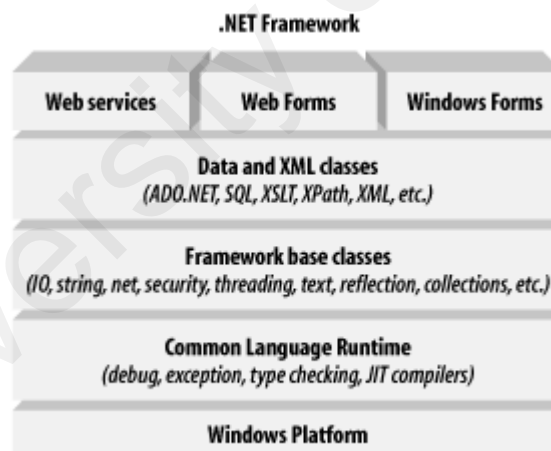 .NET Framework
Web services Web Forms Windows Forms
Data and XML classes
(ADO.NET, SQL, XSLT, XPath, XML, etc.)
Framework base classes
(IO, string, net, security, threading, text, reflection, collections, etc.)
Common Language Runtime
(debug, exception, type checking, JIT compilers)
Windows Platform
versity